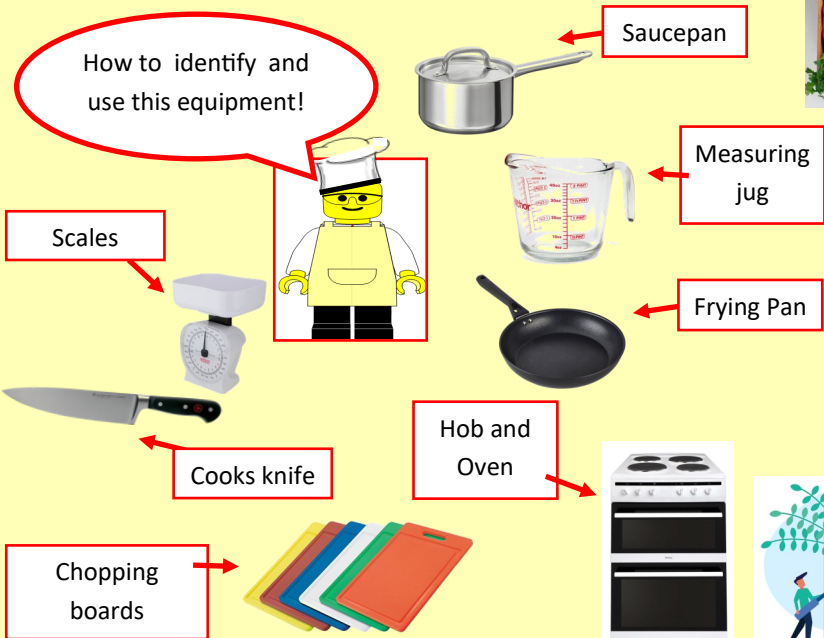 Saucepan
How to identify and
use this equipment!
Measuring
jug
Scales
Frying Pan
Hob and
Oven
Cooks knife
Chopping
boards